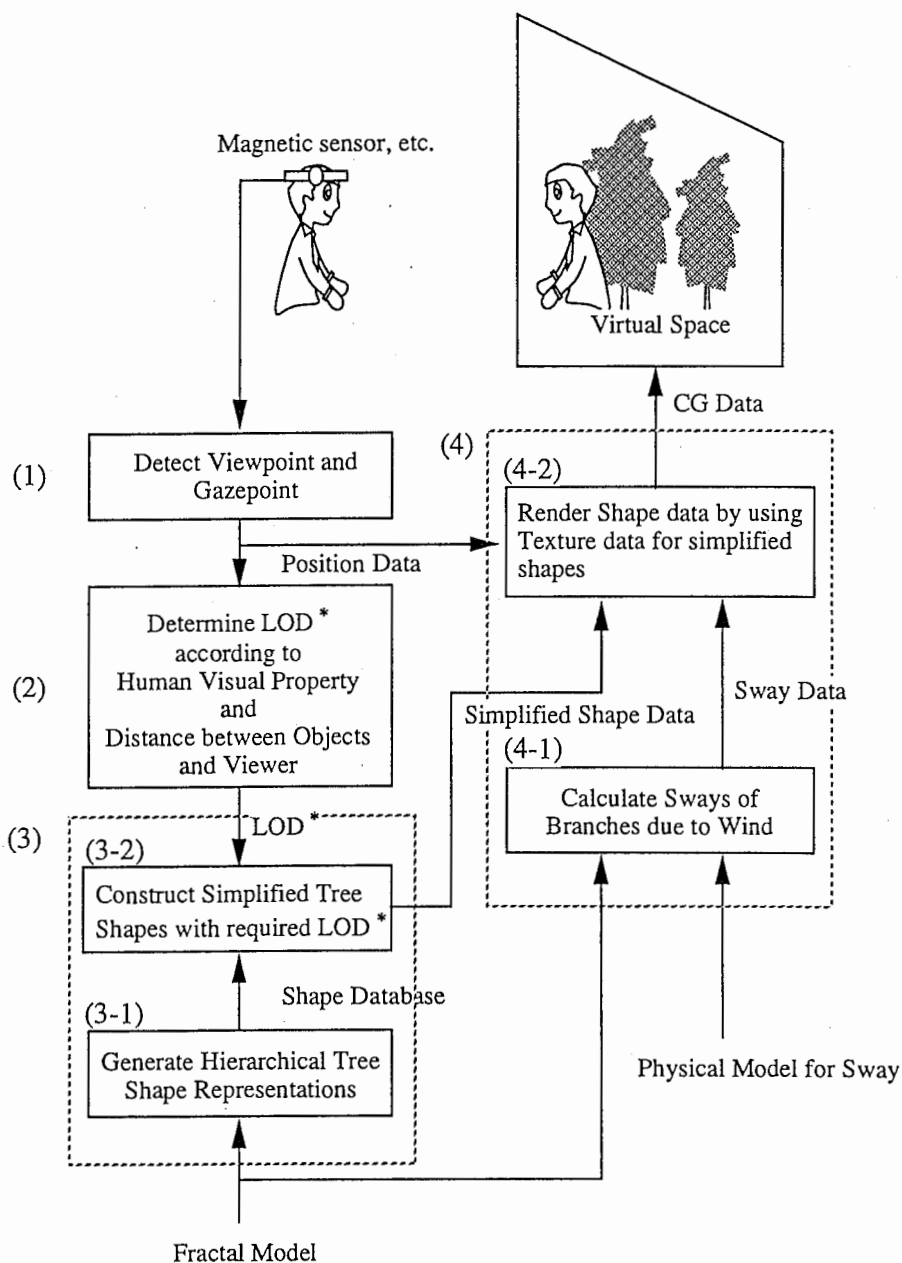 Magnetic sensor, etc.
Virtual Space
CG Data
(1)
Detect Viewpoint and
Gazepoint
(4)
(4-2)
Render Shape data by using
Texture data for simplified
shapes
Position Data
(2)
Determine LOD *
according to
Human Visual Property
and
Distance between Objects
and Viewer
Simplified Shape Data
Sway Data
(4-1)
Calculate Sways of
Branches due to Wind
LOD *
(3)
(3-2)
Construct Simplified Tree
Shapes with required LOD *
Shape Database
(3-1)
Generate Hierarchical Tree
Shape Representations
Physical Model for Sway
Fractal Model